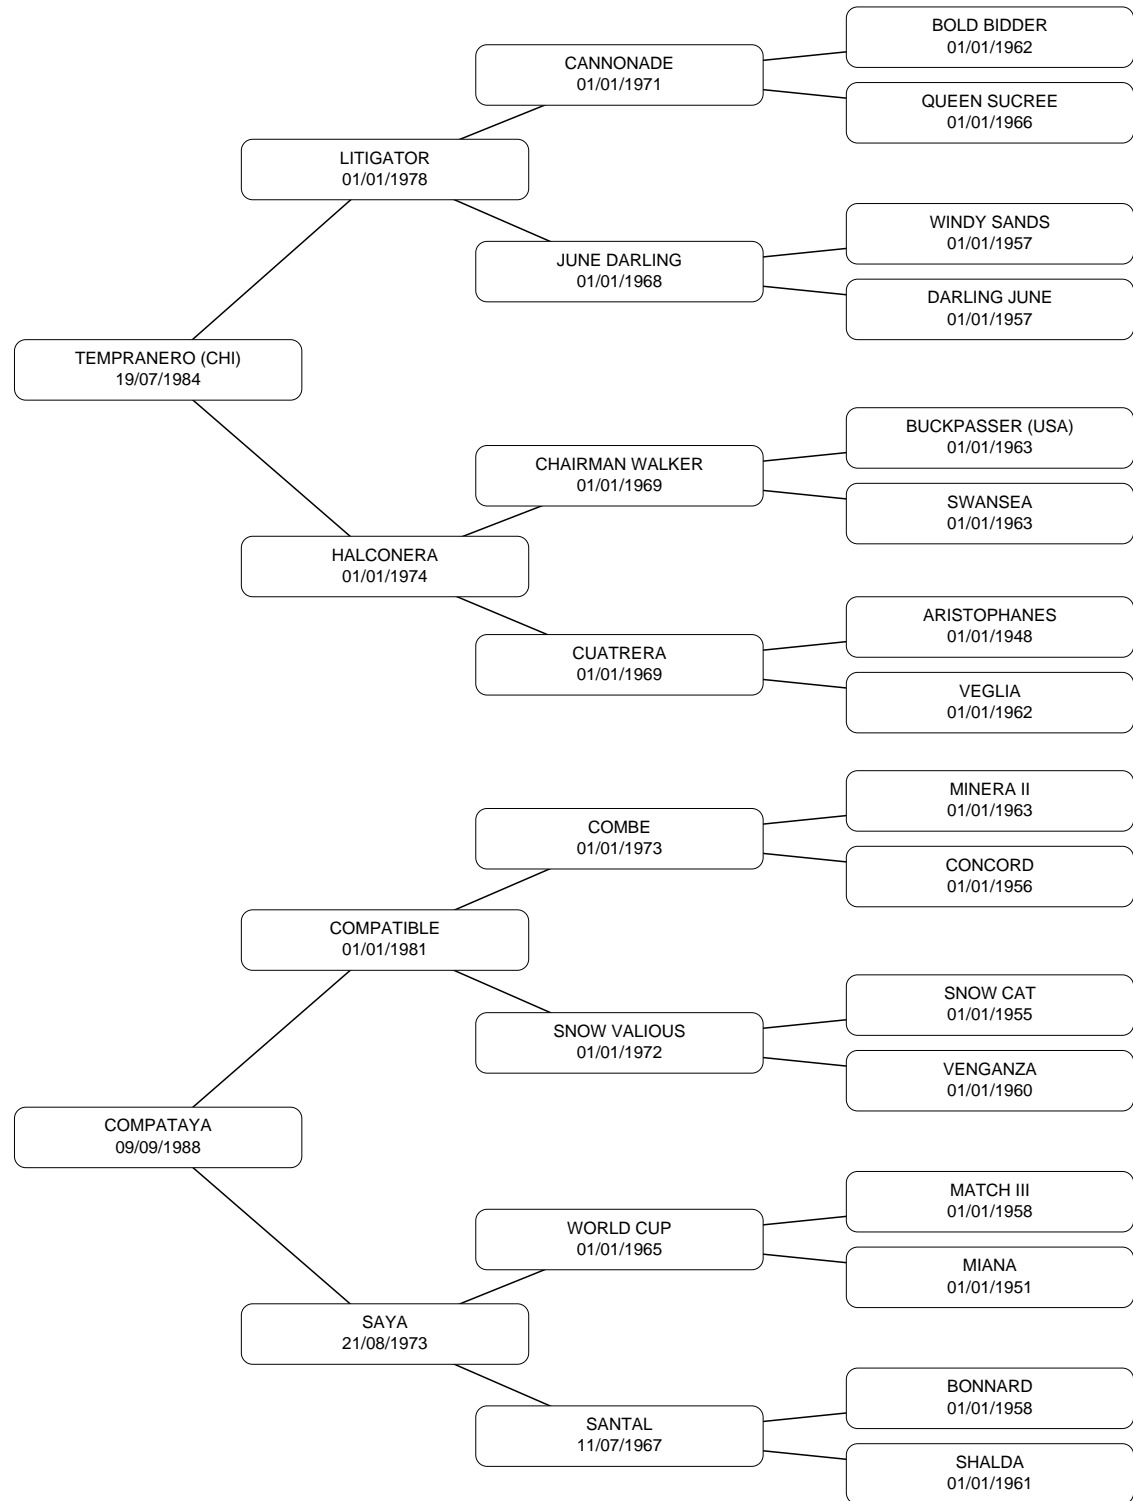 BOLD BIDDER
01/01/1962
CANNONADE
01/01/1971
QUEEN SUCREE
01/01/1966
LITIGATOR
01/01/1978
WINDY SANDS
01/01/1957
JUNE DARLING
01/01/1968
DARLING JUNE
01/01/1957
TEMPRANERO (CHI)
19/07/1984
BUCKPASSER (USA)
01/01/1963
CHAIRMAN WALKER
01/01/1969
SWANSEA
01/01/1963
HALCONERA
01/01/1974
ARISTOPHANES
01/01/1948
CUATRERA
01/01/1969
VEGLIA
01/01/1962
MINERA II
01/01/1963
COMBE
01/01/1973
CONCORD
01/01/1956
COMPATIBLE
01/01/1981
SNOW CAT
01/01/1955
SNOW VALIOUS
01/01/1972
VENGANZA
01/01/1960
COMPATAYA
09/09/1988
MATCH III
01/01/1958
WORLD CUP
01/01/1965
MIANA
01/01/1951
SAYA
21/08/1973
BONNARD
01/01/1958
SANTAL
11/07/1967
SHALDA
01/01/1961